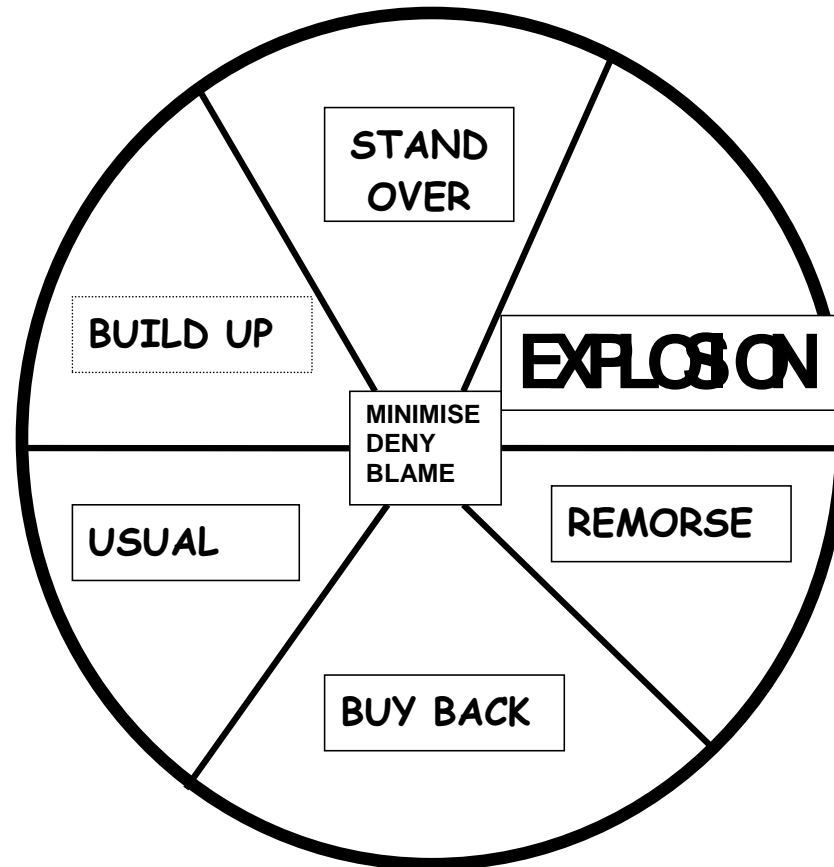 STAND
OVER
BUILD UP
EXPLOSION
MINIMISE
DENY
BLAME
USUAL
REMORSE
BUY BACK